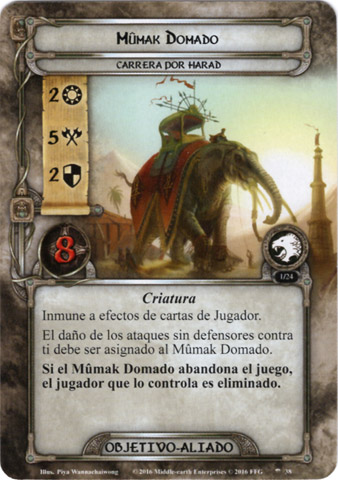 Mûmak Domado
Carrera por Harad
2
5
2
8
1/24
Criatura
Inmune a efectos de cartas de Jugador.
El daño de los ataques sin defensores contra
ti debe ser asignado al Mûmak Domado.
Si el Mûmak Domado abandona el juego,
el jugador que lo controla es eliminado.
Objetivo-Aliado
Illus. Piya Wannachaiwong © 2016 Middle-earth Enterprises © 2016 FFG 38